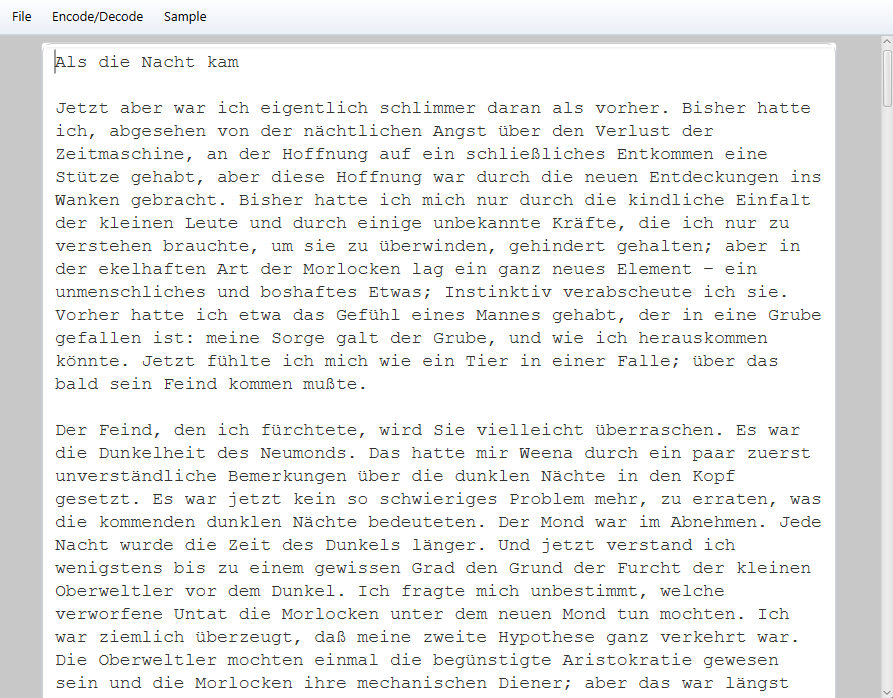 File Encode/Decode Sample
Als die Nacht kam
Jetzt aber war ich eigentlich schlimmer daran als vorher. Bisher hatte
ich, abgesehen von der nächtlichen Angst über den Verlust der
Zeitmaschine, an der Hoffnung auf ein schließliches Entkommen eine
Stütze gehabt, aber diese Hoffnung war durch die neuen Entdeckungen ins
Wanken gebracht. Bisher hatte ich mich nur durch die kindliche Einfalt
der kleinen Leute und durch einige unbekannte Kräfte, die ich nur zu
verstehen brauchte, um sie zu überwinden, gehindert gehalten; aber in
der ekelhaften Art der Morlocken lag ein ganz neues Element – ein
unmenschliches und boshaftes Etwas; Instinktiv verabscheute ich sie.
Vorher hatte ich etwa das Gefühl eines Mannes gehabt, der in eine Grube
gefallen ist: meine Sorge galt der Grube, und wie ich herauskommen
könnte. Jetzt fühlte ich mich wie ein Tier in einer Falle; über das
bald sein Feind kommen mußte.
Der Feind, den ich fürchtete, wird Sie vielleicht überraschen. Es war
die Dunkelheit des Neumonds. Das hatte mir Weena durch ein paar zuerst
unverständliche Bemerkungen über die dunklen Nächte in den Kopf
gesetzt. Es war jetzt kein so schwieriges Problem mehr, zu erraten, was
die kommenden dunklen Nächte bedeuteten. Der Mond war im Abnehmen. Jede
Nacht wurde die Zeit des Dunkels länger. Und jetzt verstand ich
wenigstens bis zu einem gewissen Grad den Grund der Furcht der kleinen
Oberweltler vor dem Dunkel. Ich fragte mich unbestimmt, welche
verworfene Untat die Morlocken unter dem neuen Mond tun mochten. Ich
war ziemlich überzeugt, daß meine zweite Hypothese ganz verkehrt war.
Die Oberweltler mochten einmal die begünstigte Aristokratie gewesen
sein und die Morlocken ihre mechanischen Diener; aber das war längst